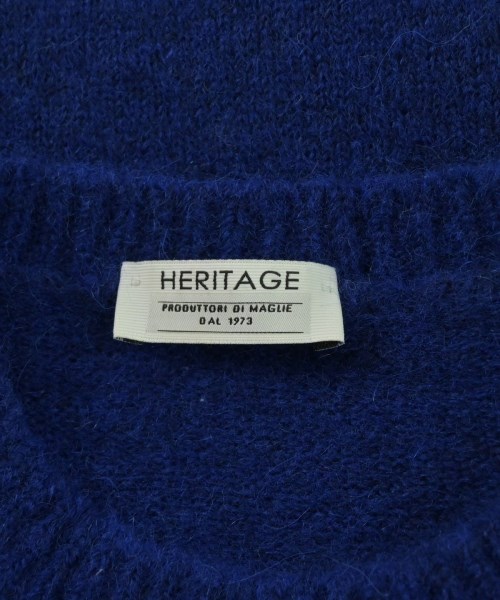 HERITAGE
PRODUTTORI DI MAGLIE
DAL 1973